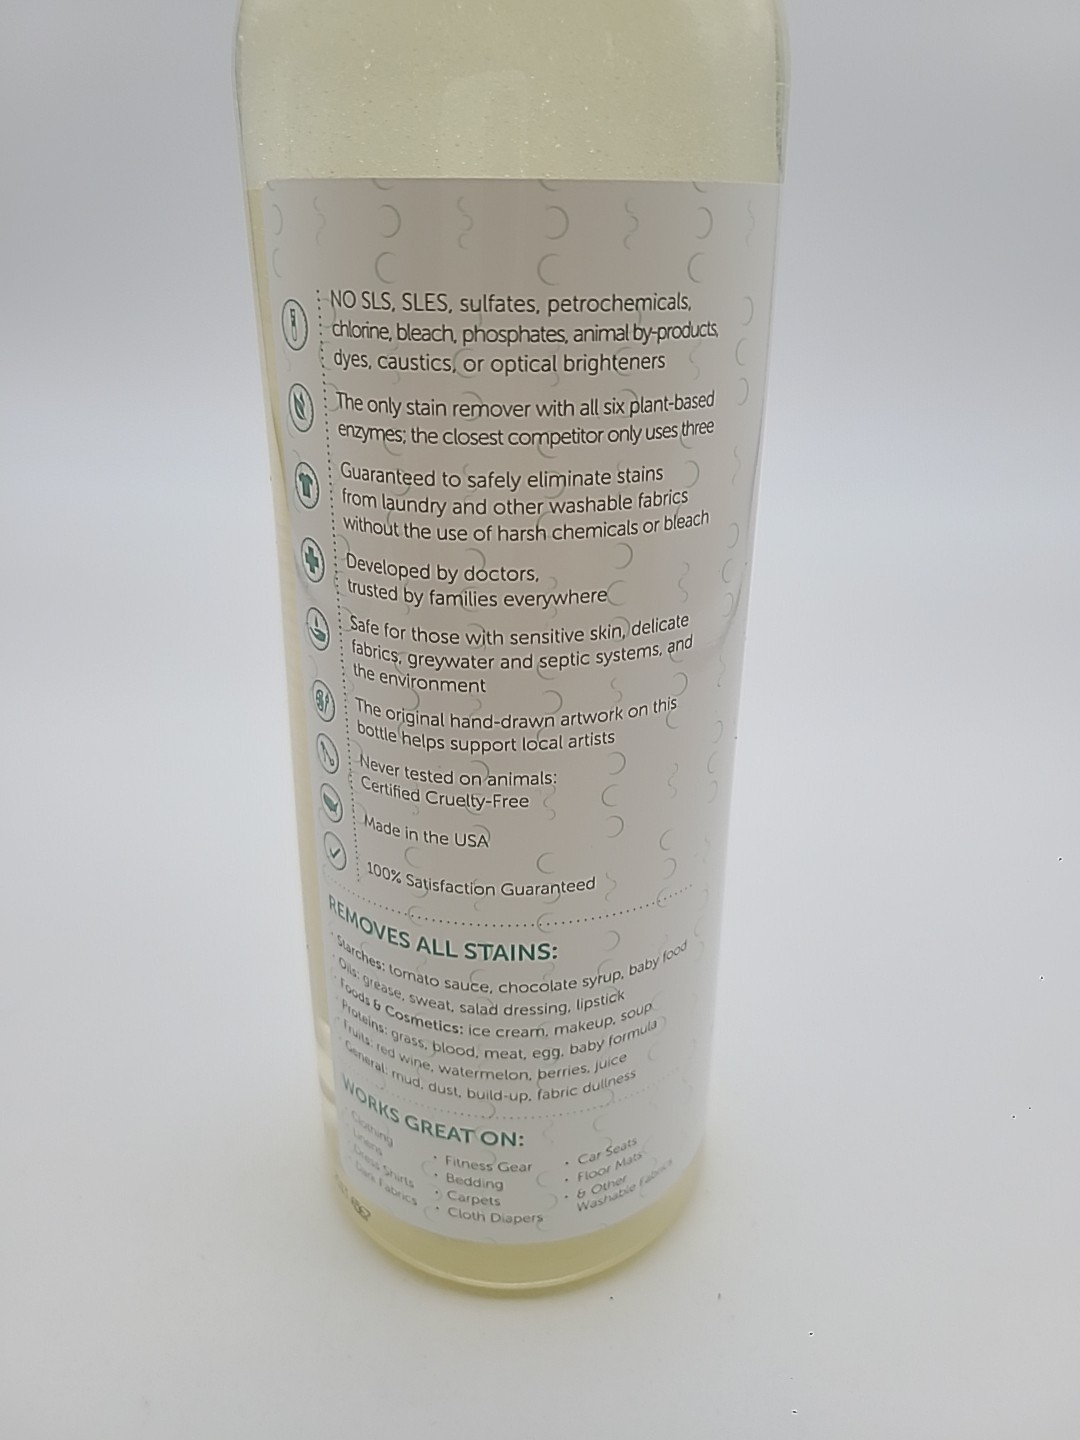 NO SLS, SLES, sulfates, petrochemicals,
chlorine, bleach, phosphates, animal by-products,
dyes, caustics, or optical brighteners
The only stain remover with all six plant-based
enzymes; the closest competitor only uses three
Guaranteed to safely eliminate stains
from laundry and other washable fabrics
without the use of harsh chemicals or bleach
Developed by doctors,
trusted by families everywhere
Safe for those with sensitive skin, delicate
fabrics, greywater and septic systems, and
the environment
The original hand-drawn artwork on this
bottle helps support local artists
Never tested on animals:
Certified Cruelty-Free
Made in the USA
100% Satisfaction Guaranteed
REMOVES ALL STAINS:
· Starches: tomato sauce, chocolate syrup, baby food
· Oils: grease, sweat, salad dressing, lipstick
· Foods & Cosmetics: ice cream, makeup, soup
· Proteins: grass, blood, meat, egg, baby formula
· Fruits: red wine, watermelon, berries, juice
· General: mud, dust, build-up, fabric dullness
WORKS GREAT ON:
· Clothing
· Linens
· Dress Shirts
· Dark Fabrics
· Fitness Gear
· Bedding
· Carpets
· Cloth Diapers
· Car Seats
· Floor Mats
· & Other
Washable Fabrics